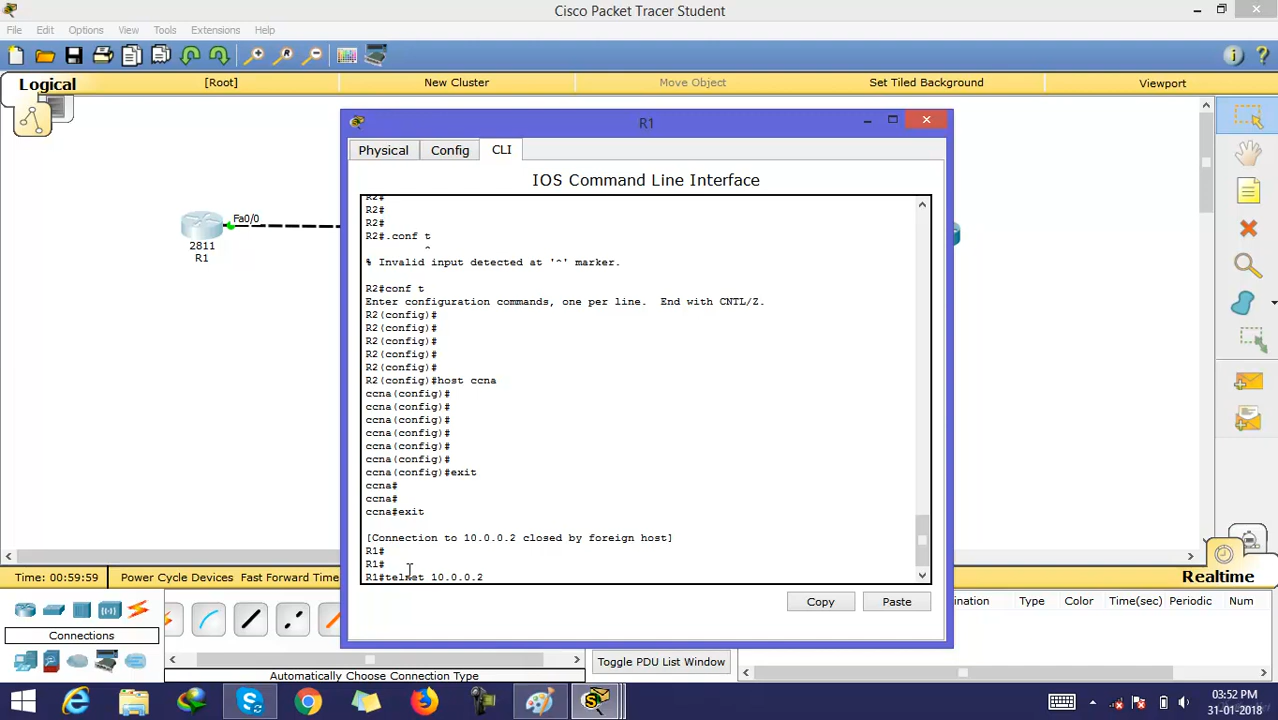 Cisco Packet Tracer Student
File Edit Options View Tools Extensions Help
Logical
[Root]
New Cluster
Move Object
Set Tiled Background
Viewport
R1
Physical
Config
CLI
IOS Command Line Interface
R2#
R2#
R2#
R2#.conf t
^
% Invalid input detected at '^' marker.
R2#conf t
Enter configuration commands, one per line. End with CNTL/Z.
R2(config)#
R2(config)#
R2(config)#
R2(config)#
R2(config)#
R2(config)#host ccna
ccna(config)#
ccna(config)#
ccna(config)#
ccna(config)#
ccna(config)#
ccna(config)#
ccna(config)#exit
ccna#
ccna#
ccna#exit
[Connection to 10.0.0.2 closed by foreign host]
R1#
R1#
R1#telnet 10.0.0.2
Copy
Paste
Fa0/0
2811
R1
Time: 00:59:59
Power Cycle Devices
Fast Forward Time
Realtime
Connections
Automatically Choose Connection Type
Toggle PDU List Window
ination
Type
Color
Time(sec)
Periodic
Num
03:52 PM
31-01-2018